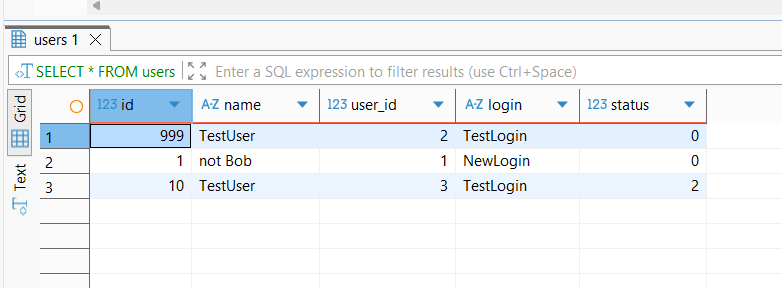 users 1
SELECT * FROM users Enter a SQL expression to filter results (use Ctrl+Space)
Grid
Text
123 id A-Z name 123 user_id A-Z login 123 status
1 999 TestUser 2 TestLogin 0
2 1 not Bob 1 NewLogin 0
3 10 TestUser 3 TestLogin 2